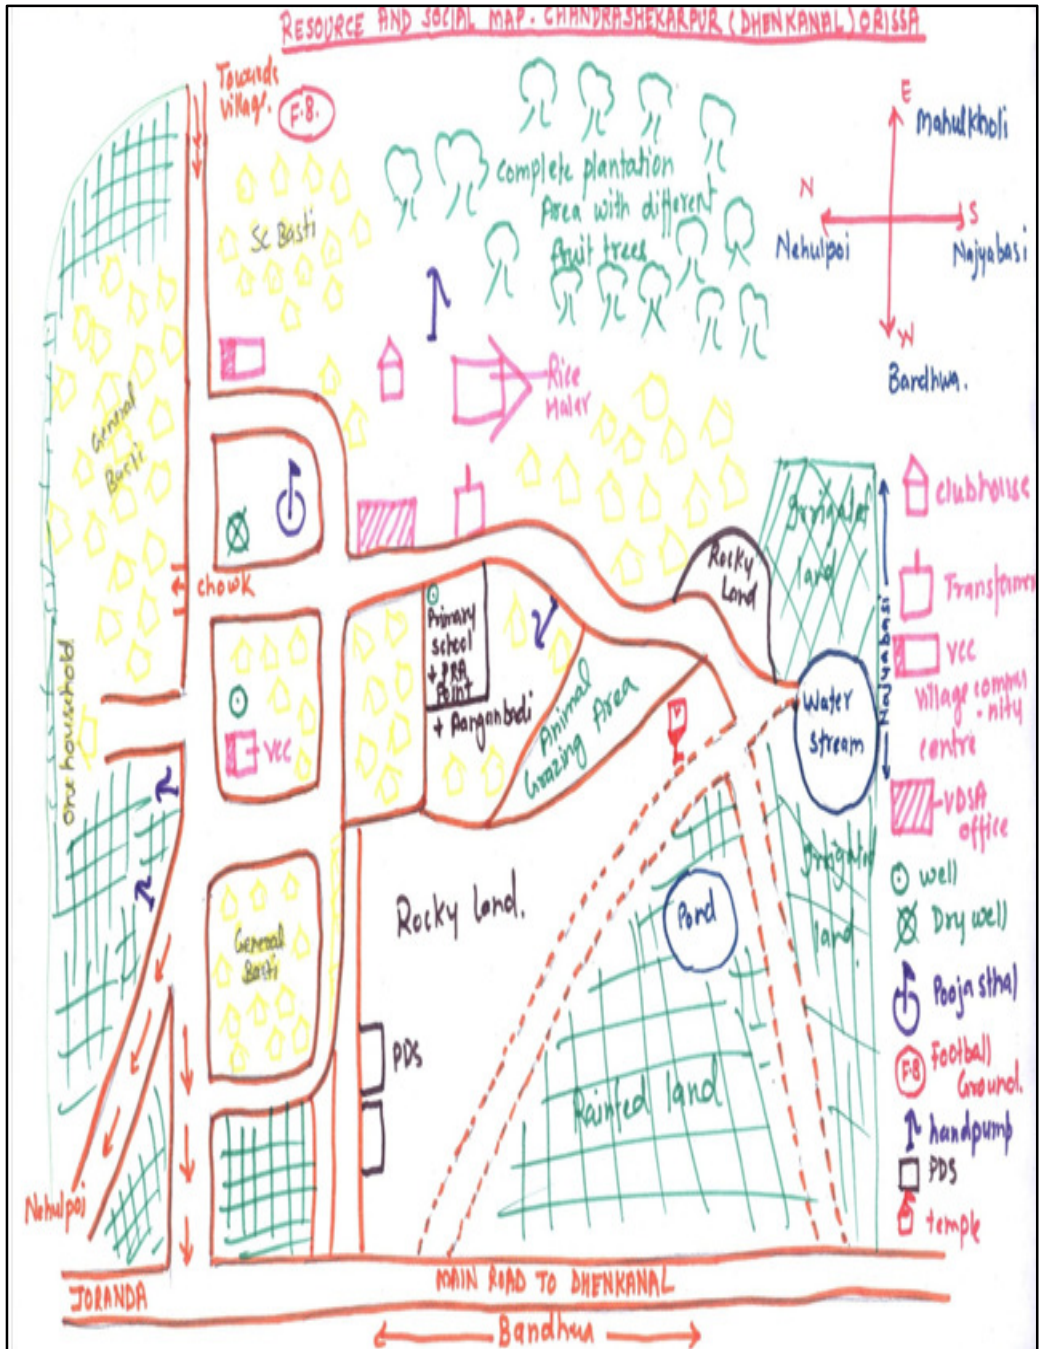 RESOURCE AND SOCIAL MAP. CHANDRASHEKARPUR (DHENKANAL) ORISSA
Towards
village.
F.B.
complete plantation
Area with different
fruit trees
E
Mahulkholi
N
S
Nehulpoi
Najyabasi
W
Bardhwa.
Sc Basti
General
Basti
Rice
Haler
chowk
Primary
school
+ PRA
Point
+ Aanganbadi
Animal
Grazing Area
Rocky
Land
Irrigated
land
Najyabasi
Water
stream
one household
VCC
General
Basti
Rocky Land.
Pond
Irrigated
land
PDS
Rainfed land
Nehulpoi
JORANDA
MAIN ROAD TO DHENKANAL
Bandhwa
clubhouse
Transformer
VCC
village commu
-nity
centre
VDSA
office
well
Dry well
Pooja sthal
F.B
Football
Ground.
handpump
PDS
temple